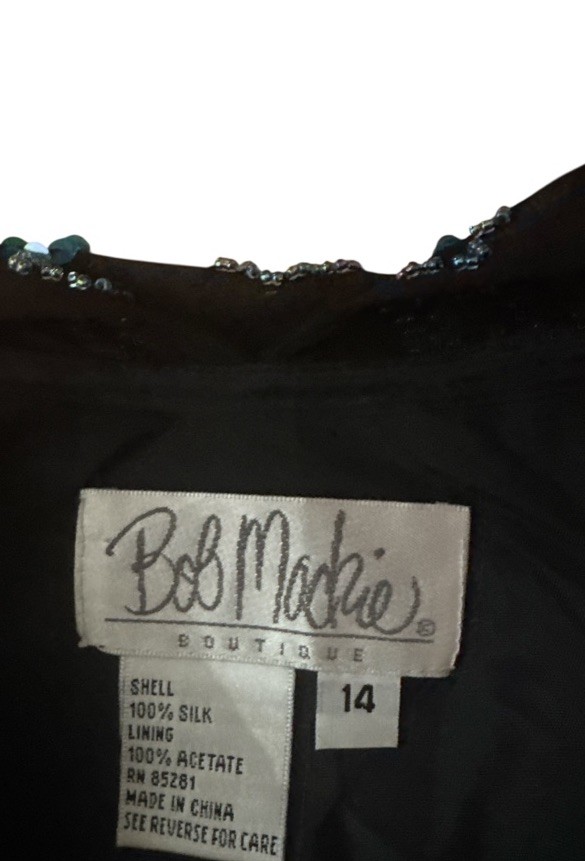 Bob Mackie®
BOUTIQUE
14
SHELL
100% SILK
LINING
100% ACETATE
RN 85281
MADE IN CHINA
SEE REVERSE FOR CARE